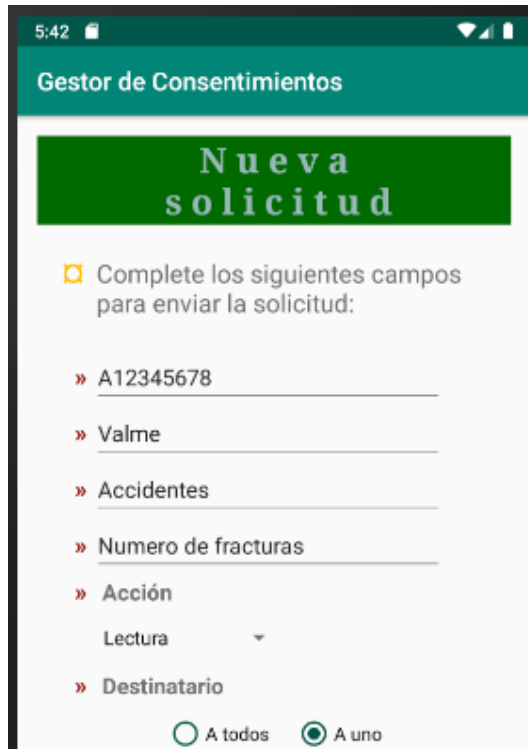 5:42
Gestor de Consentimientos
Nueva
solicitud
¤ Complete los siguientes campos
para enviar la solicitud:
» A12345678
» Valme
» Accidentes
» Numero de fracturas
» Acción
Lectura
» Destinatario
A todos A uno